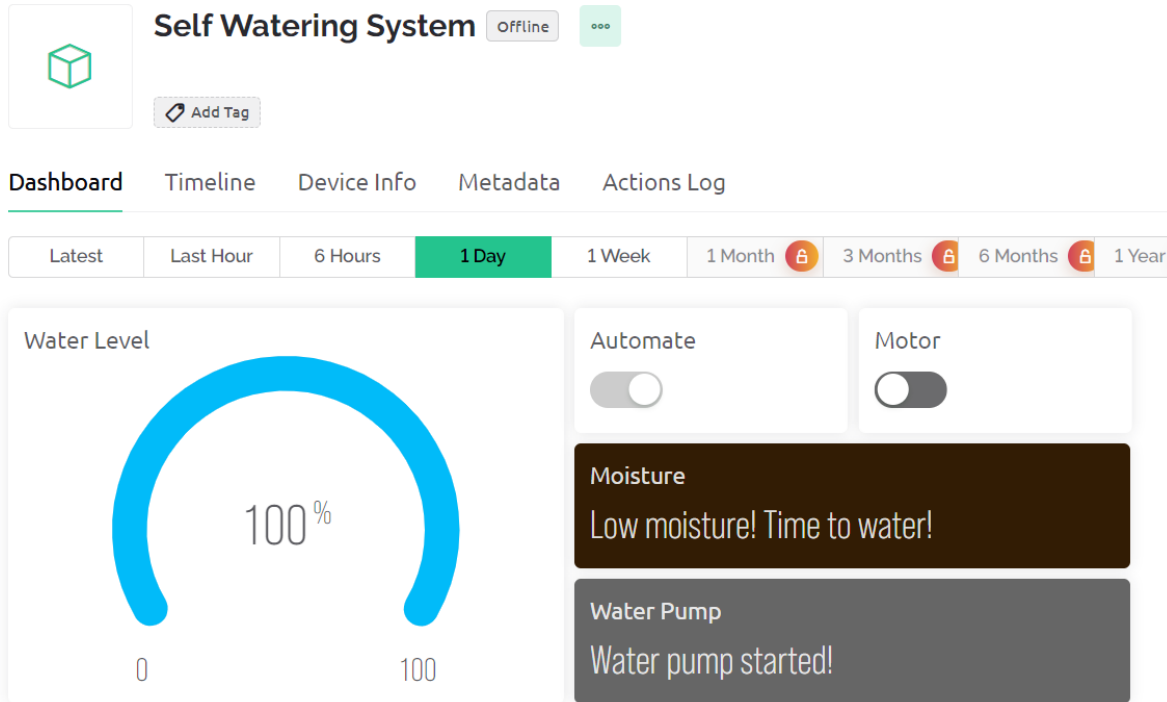 Self Watering System
Offline
Add Tag
Dashboard Timeline Device Info Metadata Actions Log
Latest Last Hour 6 Hours 1 Day 1 Week 1 Month 3 Months 6 Months 1 Year
Water Level
100%
0 100
Automate
Motor
Moisture
Low moisture! Time to water!
Water Pump
Water pump started!